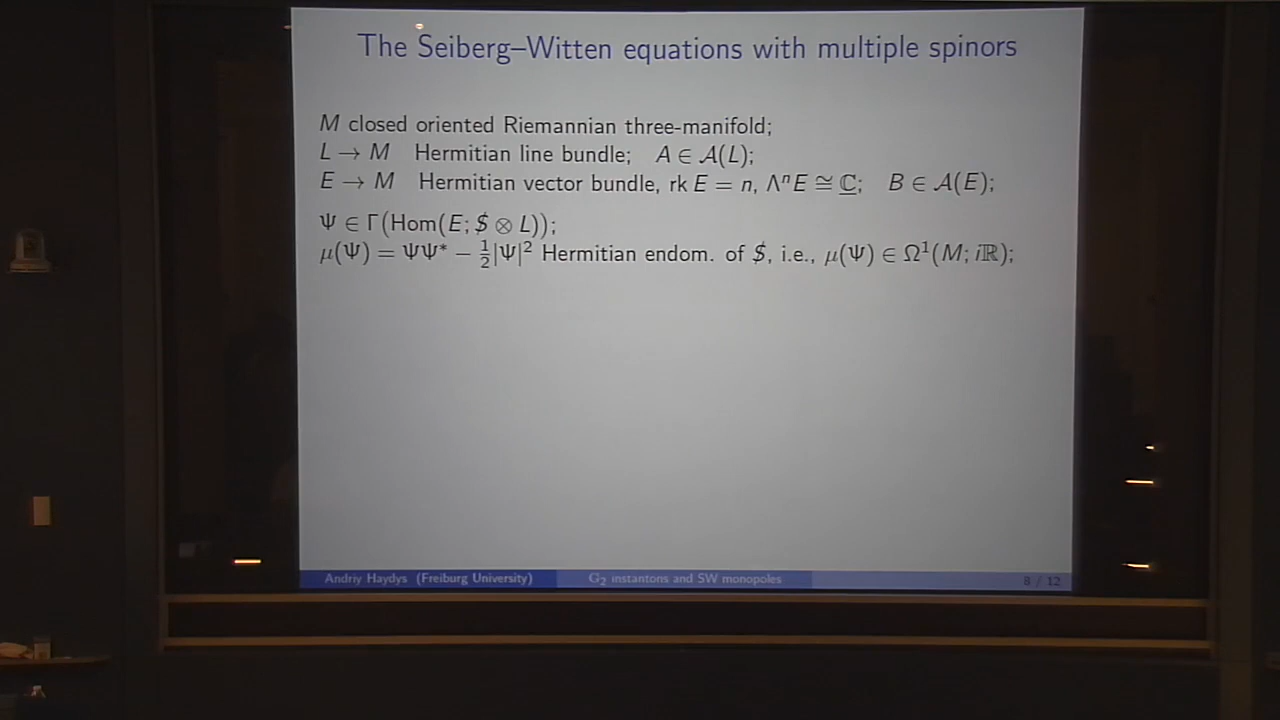 The Seiberg–Witten equations with multiple spinors
M closed oriented Riemannian three-manifold;
L → M Hermitian line bundle; A ∈ 𝒜(L);
E → M Hermitian vector bundle, rk E = n, ΛⁿE ≅ ℂ̲; B ∈ 𝒜(E);
Ψ ∈ Γ(Hom(E; $ ⊗ L));
μ(Ψ) = ΨΨ* − ½|Ψ|² Hermitian endom. of $, i.e., μ(Ψ) ∈ Ω¹(M; iℝ);
Andriy Haydys (Freiburg University) G₂ instantons and SW monopoles 8 / 12